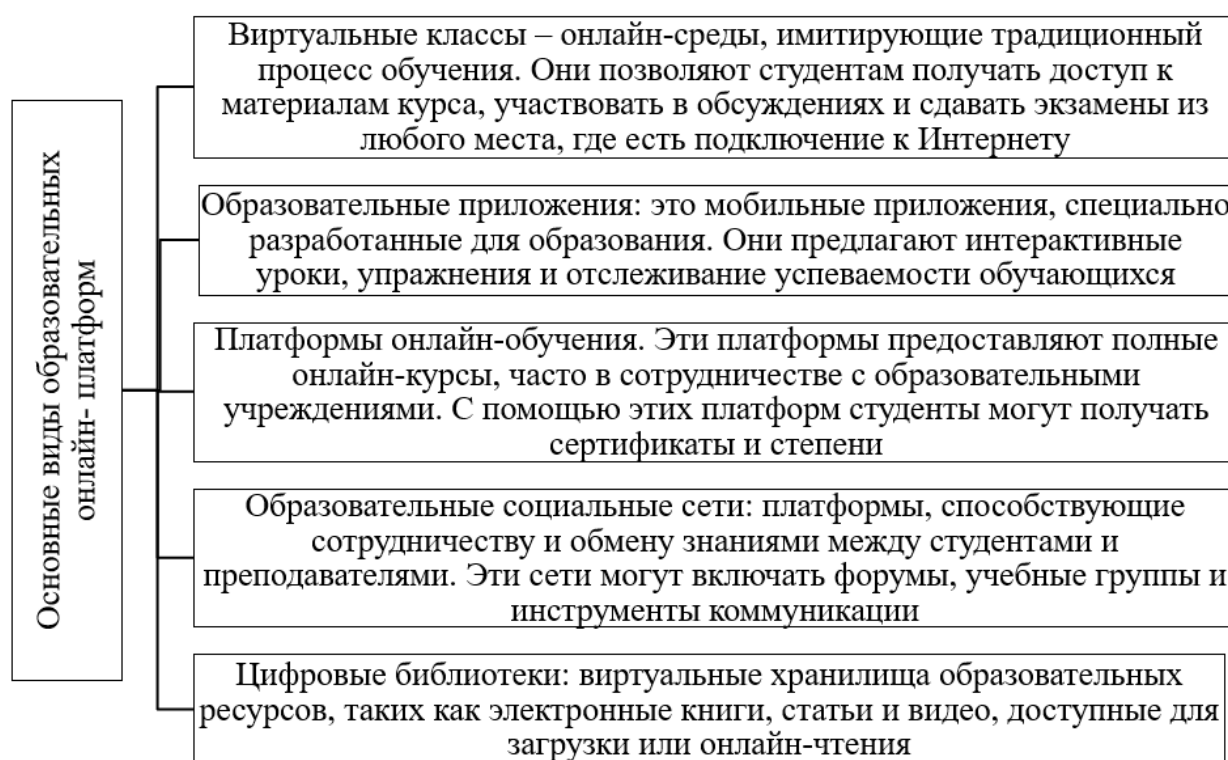 Основные виды образовательных
онлайн- платформ
Виртуальные классы – онлайн-среды, имитирующие традиционный
процесс обучения. Они позволяют студентам получать доступ к
материалам курса, участвовать в обсуждениях и сдавать экзамены из
любого места, где есть подключение к Интернету
Образовательные приложения: это мобильные приложения, специально
разработанные для образования. Они предлагают интерактивные
уроки, упражнения и отслеживание успеваемости обучающихся
Платформы онлайн-обучения. Эти платформы предоставляют полные
онлайн-курсы, часто в сотрудничестве с образовательными
учреждениями. С помощью этих платформ студенты могут получать
сертификаты и степени
Образовательные социальные сети: платформы, способствующие
сотрудничеству и обмену знаниями между студентами и
преподавателями. Эти сети могут включать форумы, учебные группы и
инструменты коммуникации
Цифровые библиотеки: виртуальные хранилища образовательных
ресурсов, таких как электронные книги, статьи и видео, доступные для
загрузки или онлайн-чтения